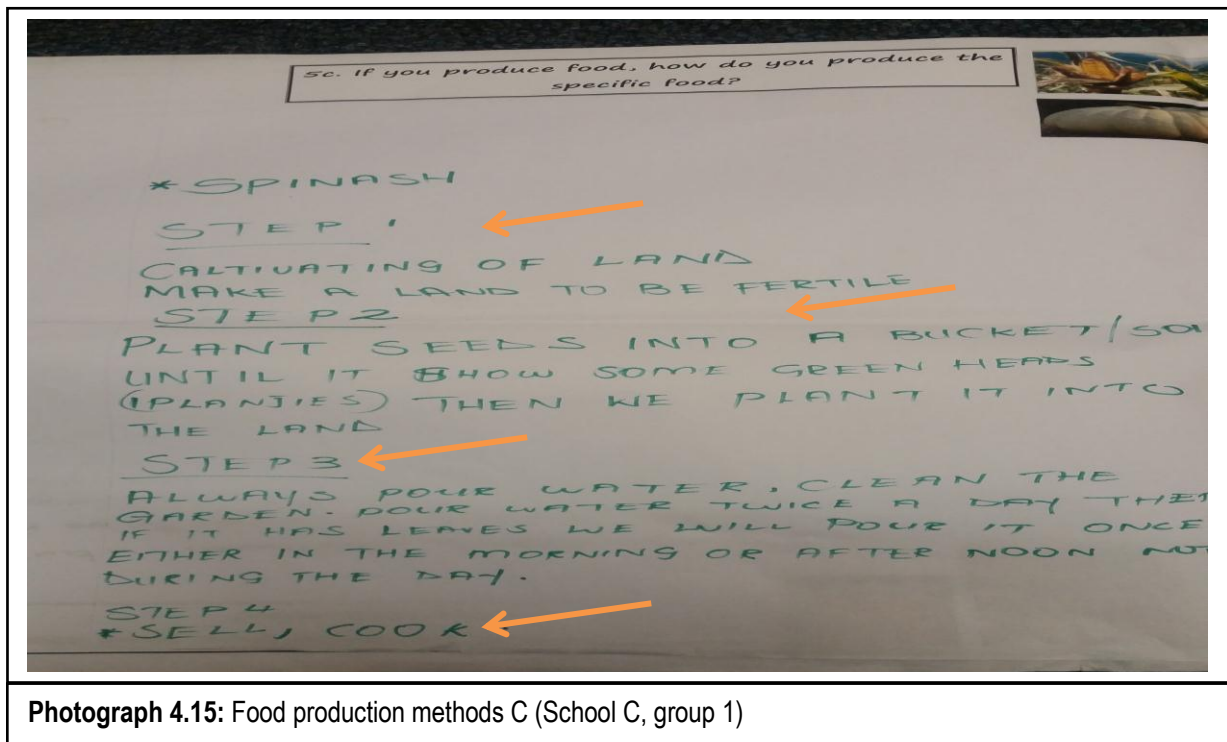 5c. If you produce food, how do you produce the
specific food?
* SPINASH
STEP 1
CALTIVATING OF LAND
MAKE A LAND TO BE FERTILE
STEP 2
PLANT SEEDS INTO A BUCKET/
UNTIL IT SHOW SOME GREEN HEADS
(PLANTJIES) THEN WE PLANT IT INTO
THE LAND
STEP 3
ALWAYS POUR WATER, CLEAN THE
GARDEN. POUR WATER TWICE A DAY
IF IT HAS LEAVES WE WILL POUR IT ONCE
EITHER IN THE MORNING OR AFTER NOON
DURING THE DAY.
STEP 4
* SELL, COOK
Photograph 4.15: Food production methods C (School C, group 1)